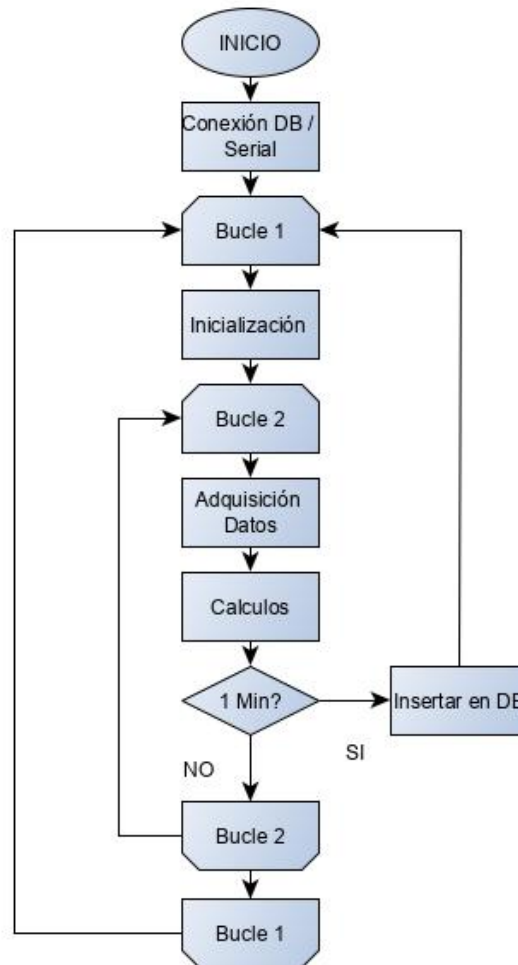 INICIO
Conexión DB /
Serial
Bucle 1
Inicialización
Bucle 2
Adquisición
Datos
Calculos
1 Min?
Insertar en DB
SI
NO
Bucle 2
Bucle 1